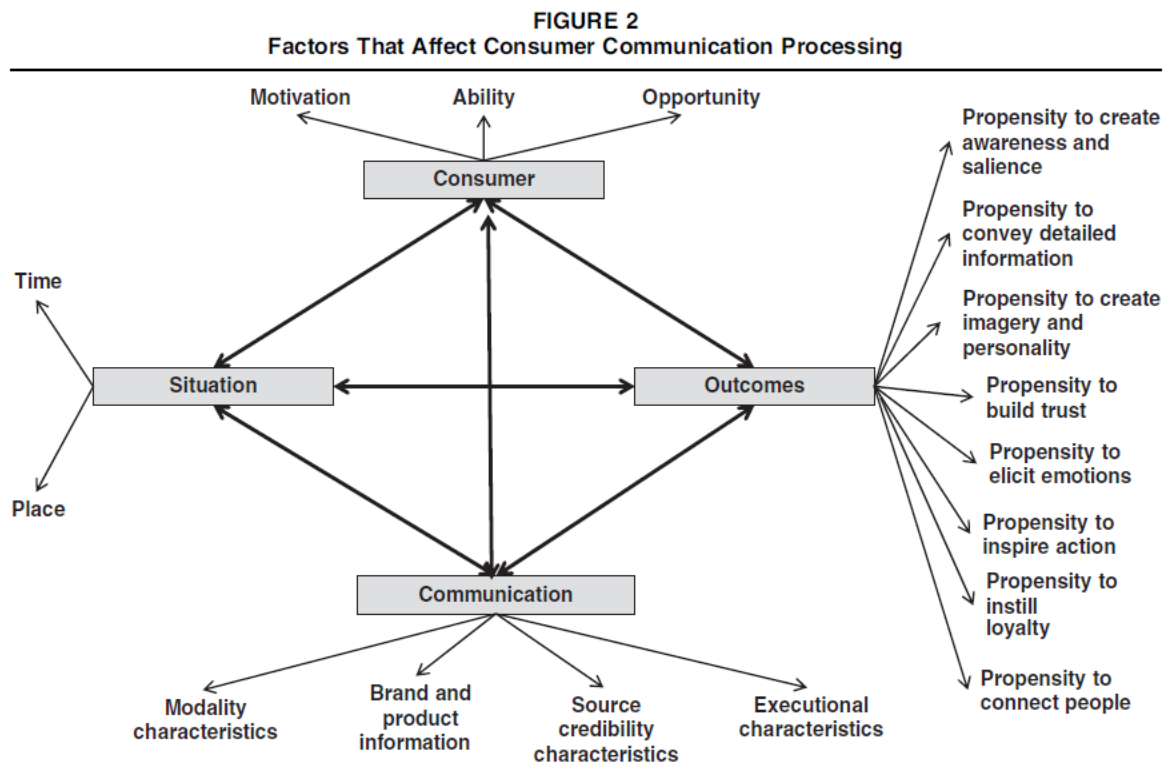 FIGURE 2
Factors That Affect Consumer Communication Processing
Motivation
Ability
Opportunity
Consumer
Time
Situation
Place
Outcomes
Propensity to create
awareness and
salience
Propensity to
convey detailed
information
Propensity to create
imagery and
personality
Propensity to
build trust
Propensity to
elicit emotions
Propensity to
inspire action
Propensity to
instill
loyalty
Propensity to
connect people
Communication
Modality
characteristics
Brand and
product
information
Source
credibility
characteristics
Executional
characteristics